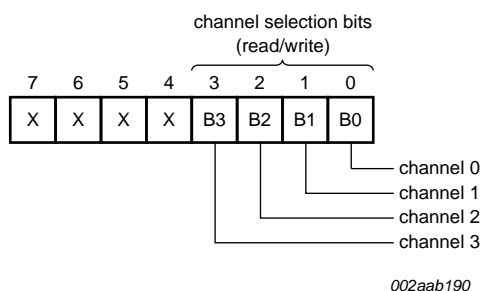 channel selection bits
(read/write)
7 6 5 4 3 2 1 0
X X X X B3 B2 B1 B0
channel 0
channel 1
channel 2
channel 3
002aab190